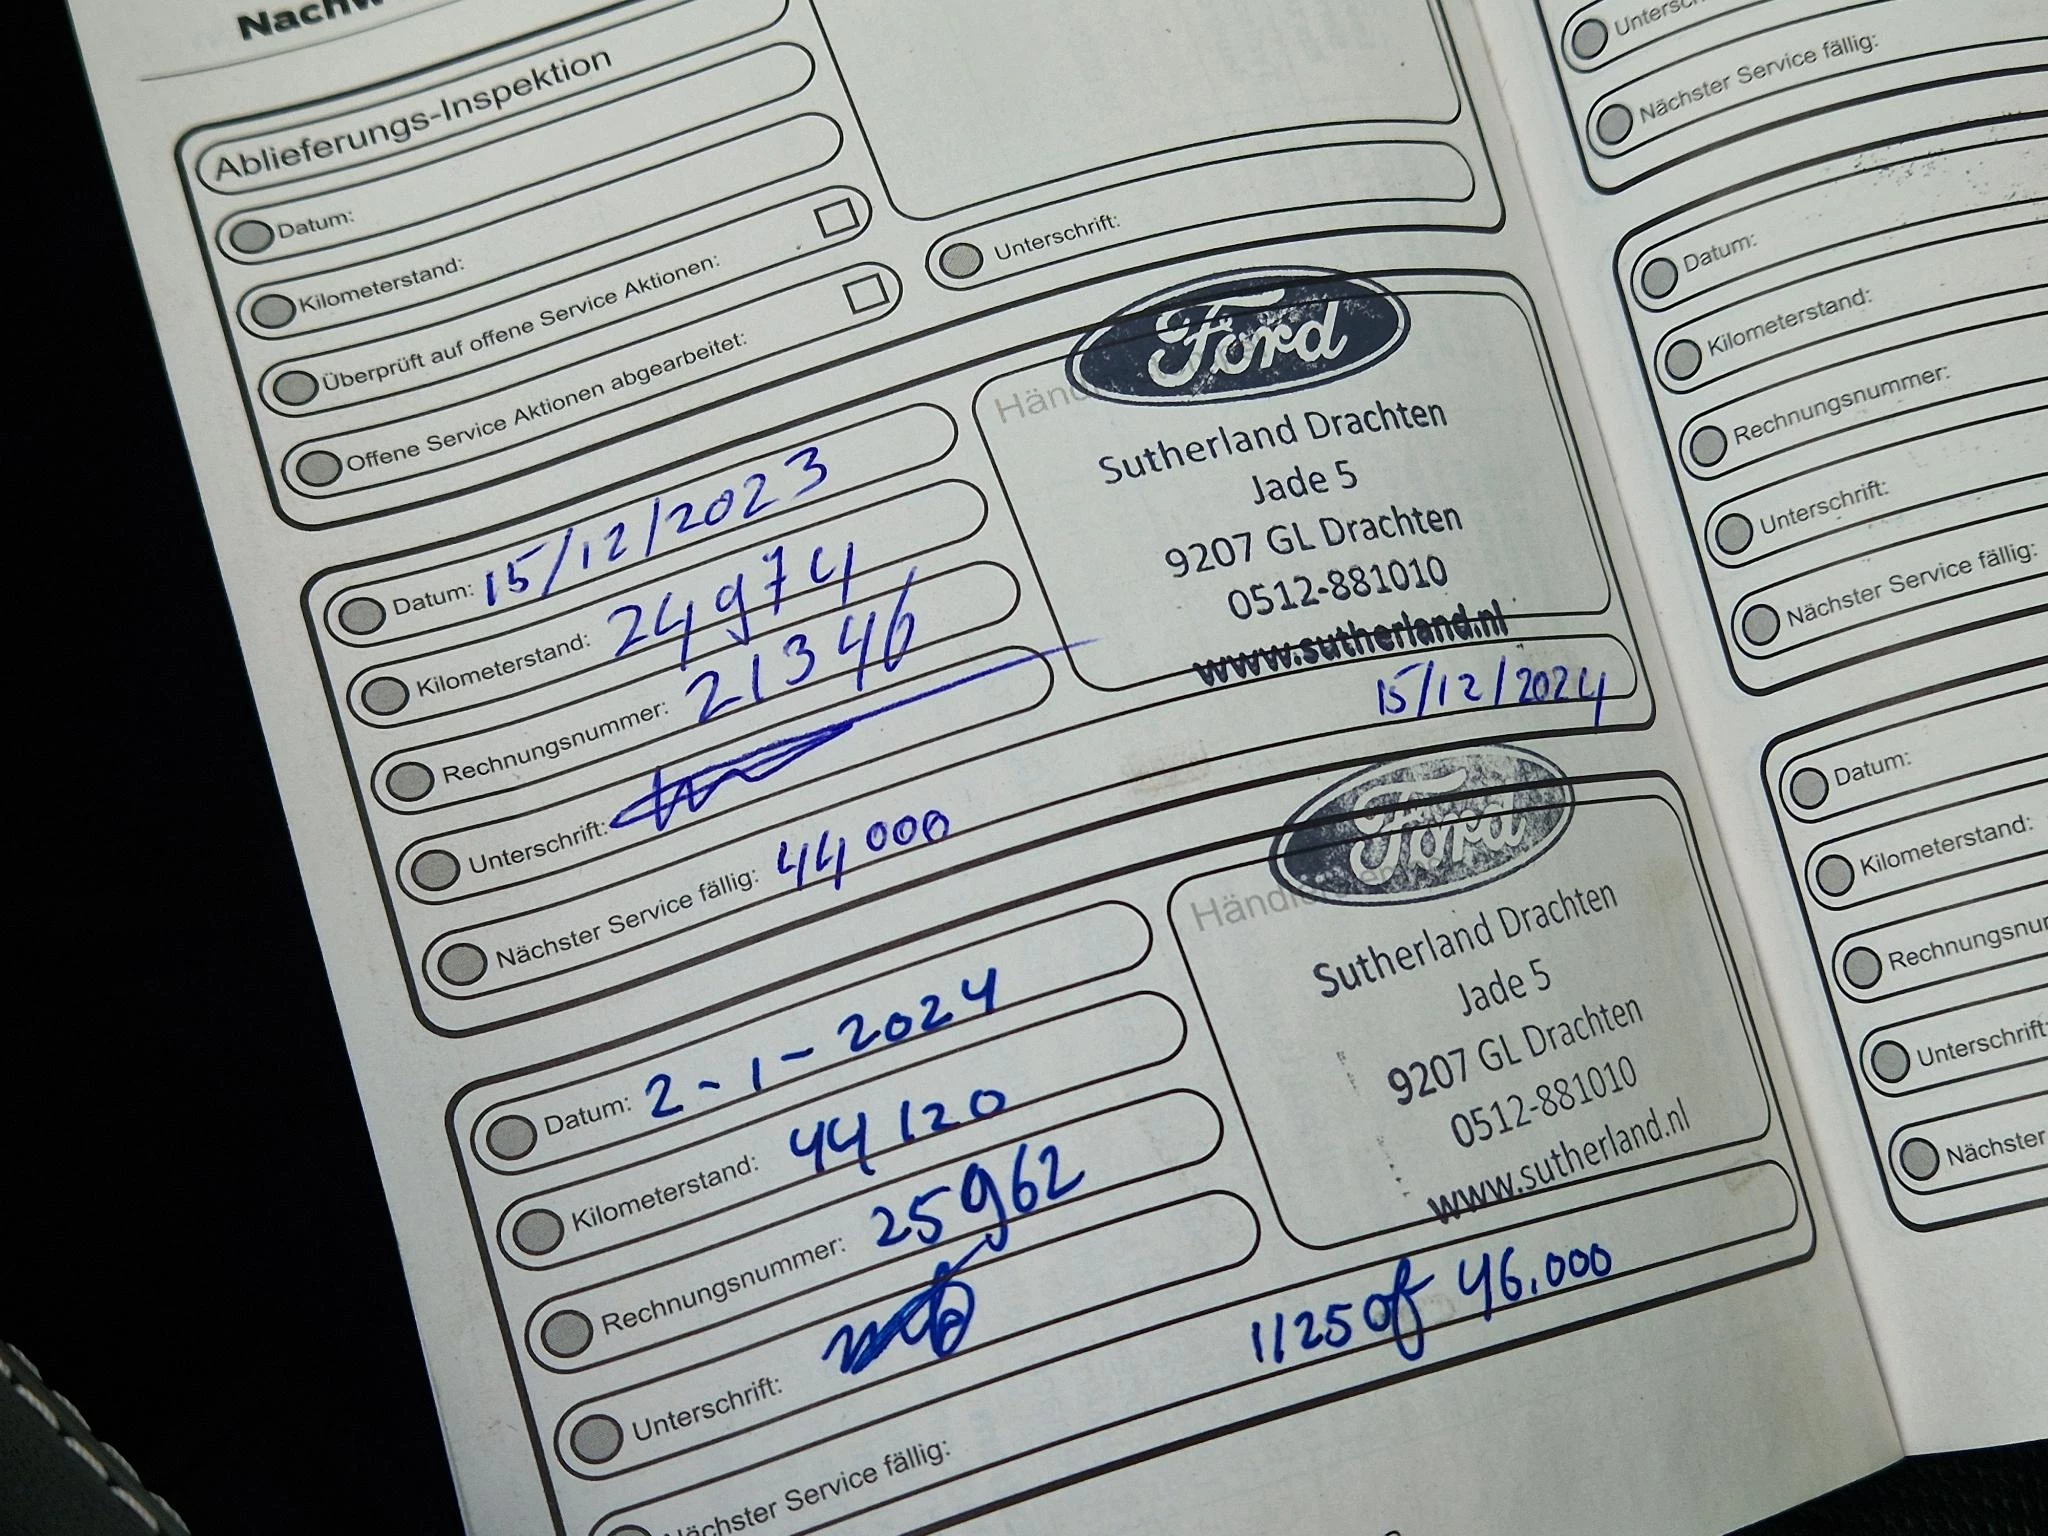 Ablieferungs-Inspektion
Datum:
Kilometerstand:
Überprüft auf offene Service Aktionen:
Offene Service Aktionen abgearbeitet:
Unterschrift:
Datum: 15/12/2023
Kilometerstand: 24974
Rechnungsnummer: 21346
Unterschrift:
Nächster Service fällig: 44000 15/12/2024
Ford
Sutherland Drachten
Jade 5
9207 GL Drachten
0512-881010
www.sutherland.nl
Datum: 2-1-2024
Kilometerstand: 44120
Rechnungsnummer: 25962
Unterschrift:
Nächster Service fällig: 1125 of 46.000
Ford
Sutherland Drachten
Jade 5
9207 GL Drachten
0512-881010
www.sutherland.nl
Nächster Service fällig:
Datum:
Kilometerstand:
Rechnungsnummer:
Unterschrift:
Nächster Service fällig:
Datum:
Kilometerstand:
Unterschrift:
Nächster